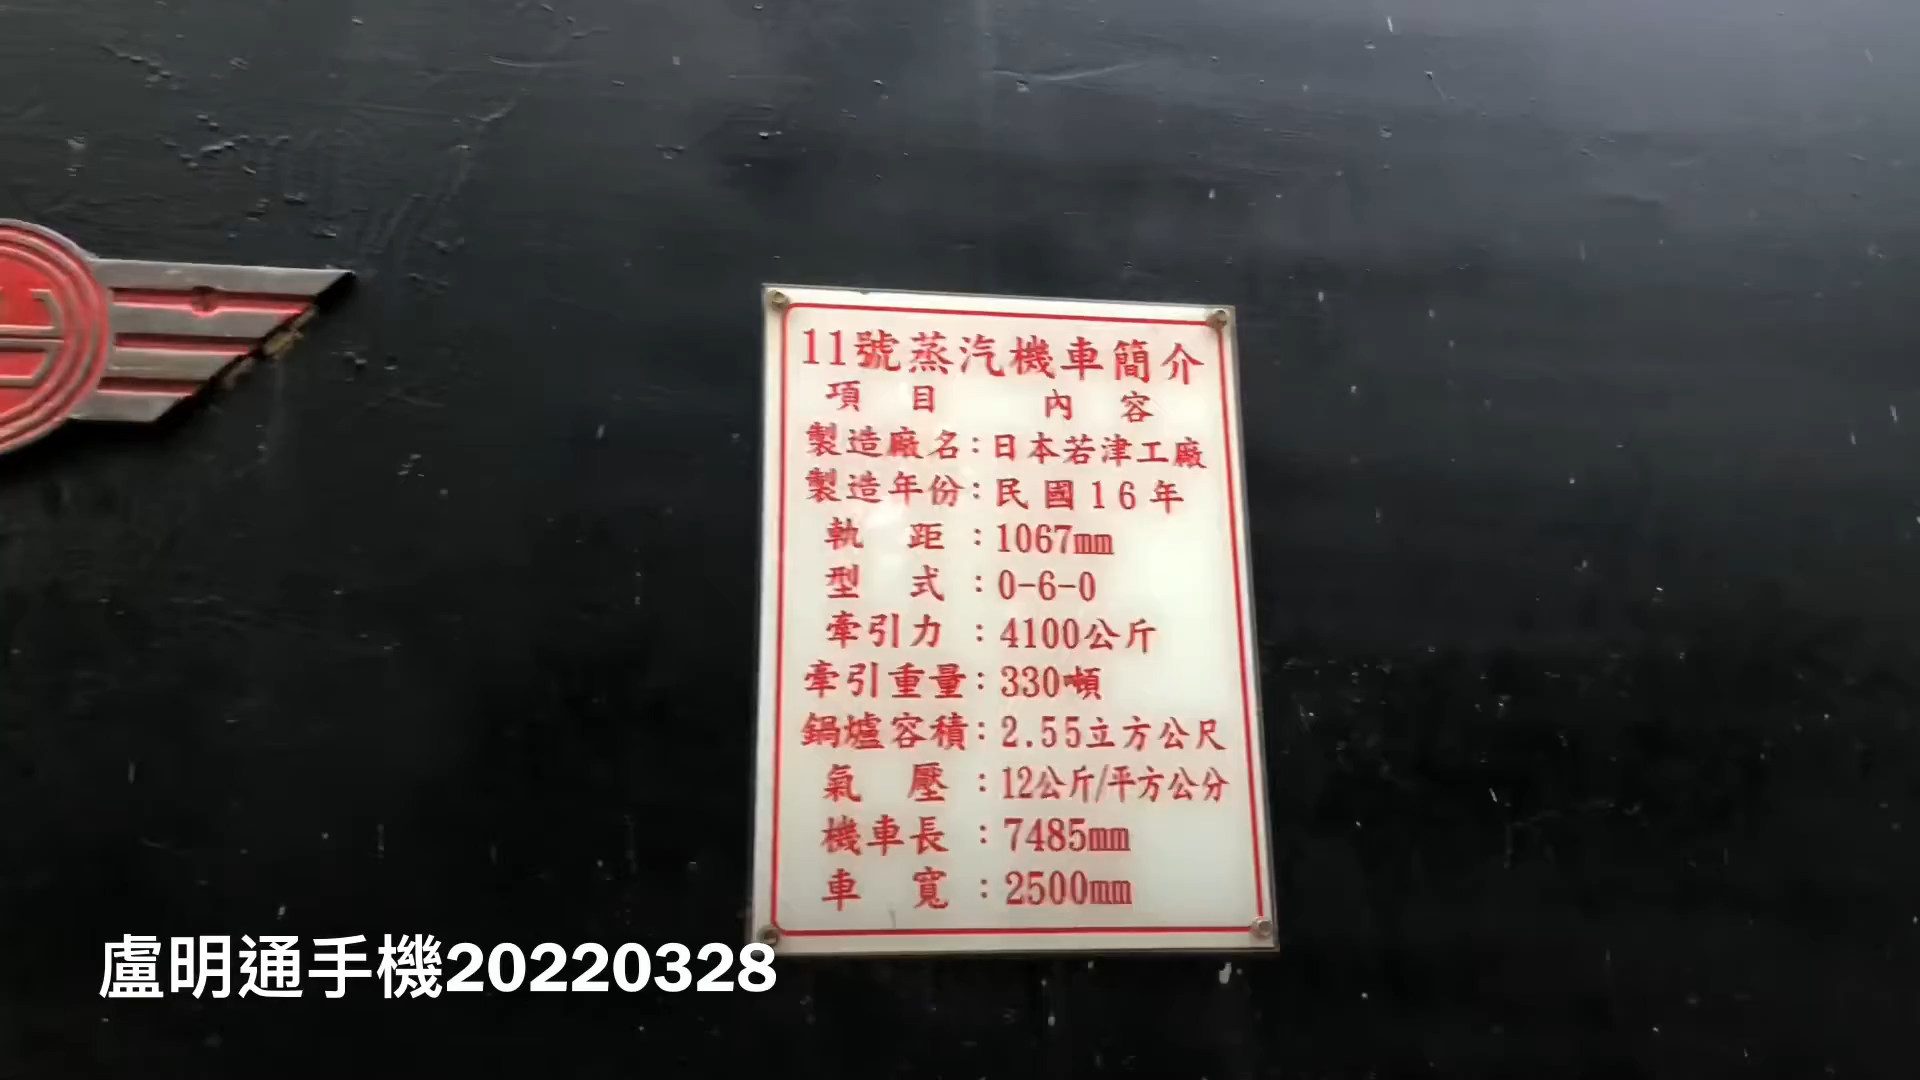 11號蒸汽機車簡介
項目 內容
製造廠名：日本若津工廠
製造年份：民國16年
軌距：1067mm
型式：0-6-0
牽引力：4100公斤
牽引重量：330噸
鍋爐容積：2.55立方公尺
氣壓：12公斤/平方公分
機車長：7485mm
車寬：2500mm
盧明通手機20220328